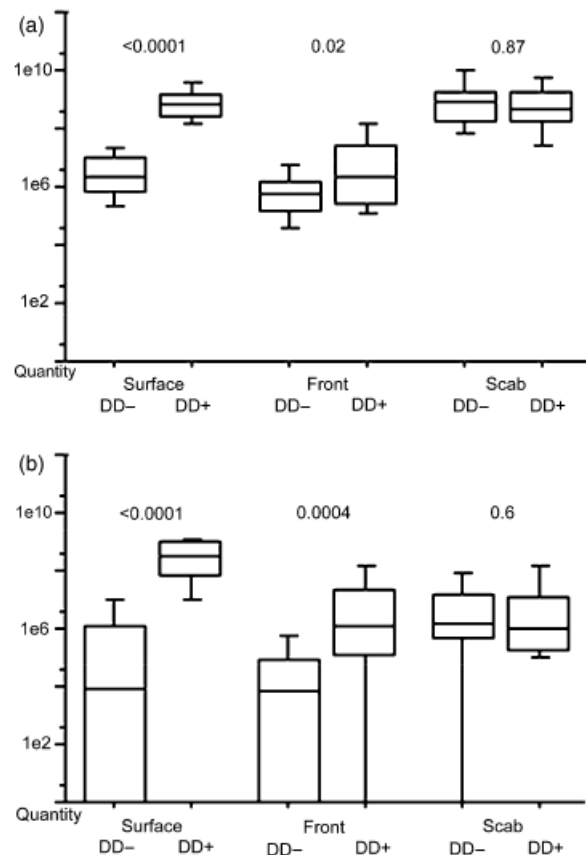 (a)
<0.0001 0.02 0.87
1e10
1e6
1e2
Quantity
Surface Front Scab
DD– DD+ DD– DD+ DD– DD+
(b)
1e10
<0.0001 0.0004 0.6
1e6
1e2
Quantity
Surface Front Scab
DD– DD+ DD– DD+ DD– DD+